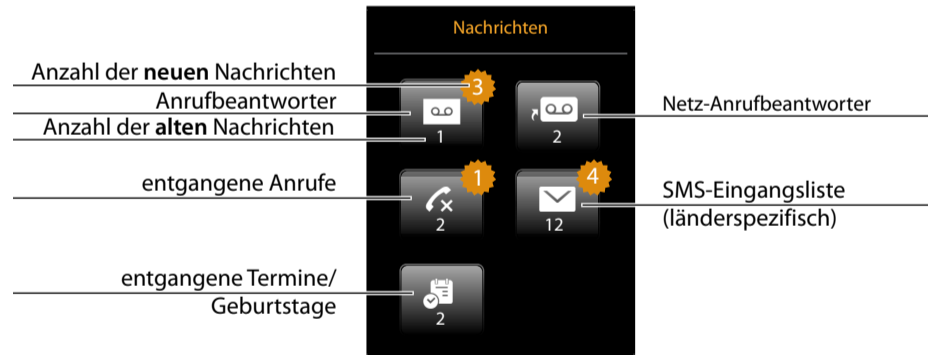 Nachrichten
Anzahl der neuen Nachrichten
3
Anrufbeantworter
Anzahl der alten Nachrichten
1
2
Netz-Anrufbeantworter
entgangene Anrufe
1
2
4
12
SMS-Eingangsliste
(länderspezifisch)
entgangene Termine/
Geburtstage
2